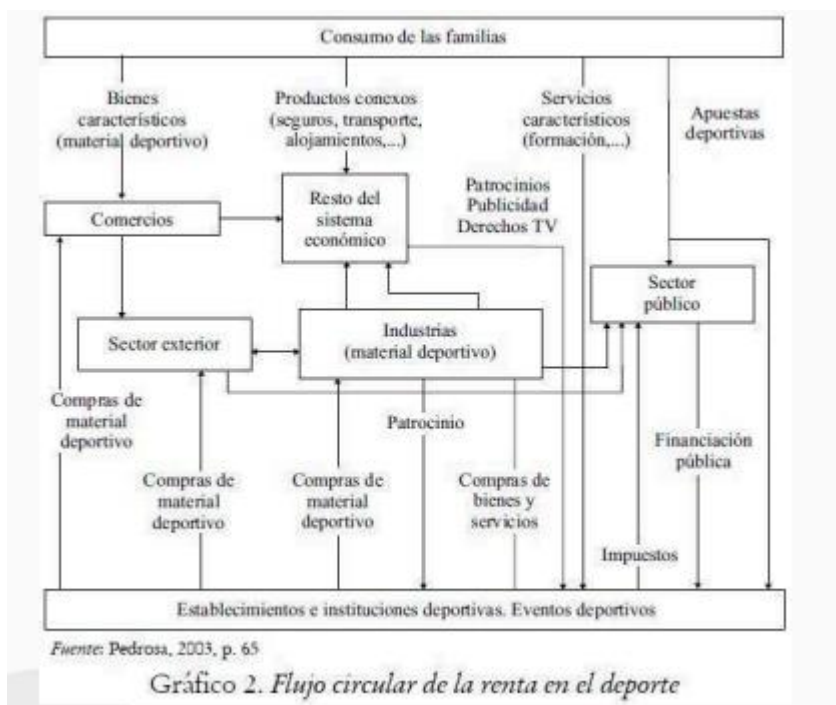 Consumo de las familias
Bienes
característicos
(material deportivo)
Productos conexos
(seguros, transporte,
alojamientos,...)
Servicios
característicos
(formación,...)
Apuestas
deportivas
Patrocinios
Publicidad
Derechos TV
Comercios
Resto del
sistema
económico
Sector
público
Sector exterior
Industrias
(material deportivo)
Compras de
material
deportivo
Patrocinio
Financiación
pública
Compras de
material
deportivo
Compras de
material
deportivo
Compras de
bienes y
servicios
Impuestos
Establecimientos e instituciones deportivas. Eventos deportivos
Fuente: Pedrosa, 2003, p. 65
Gráfico 2. Flujo circular de la renta en el deporte